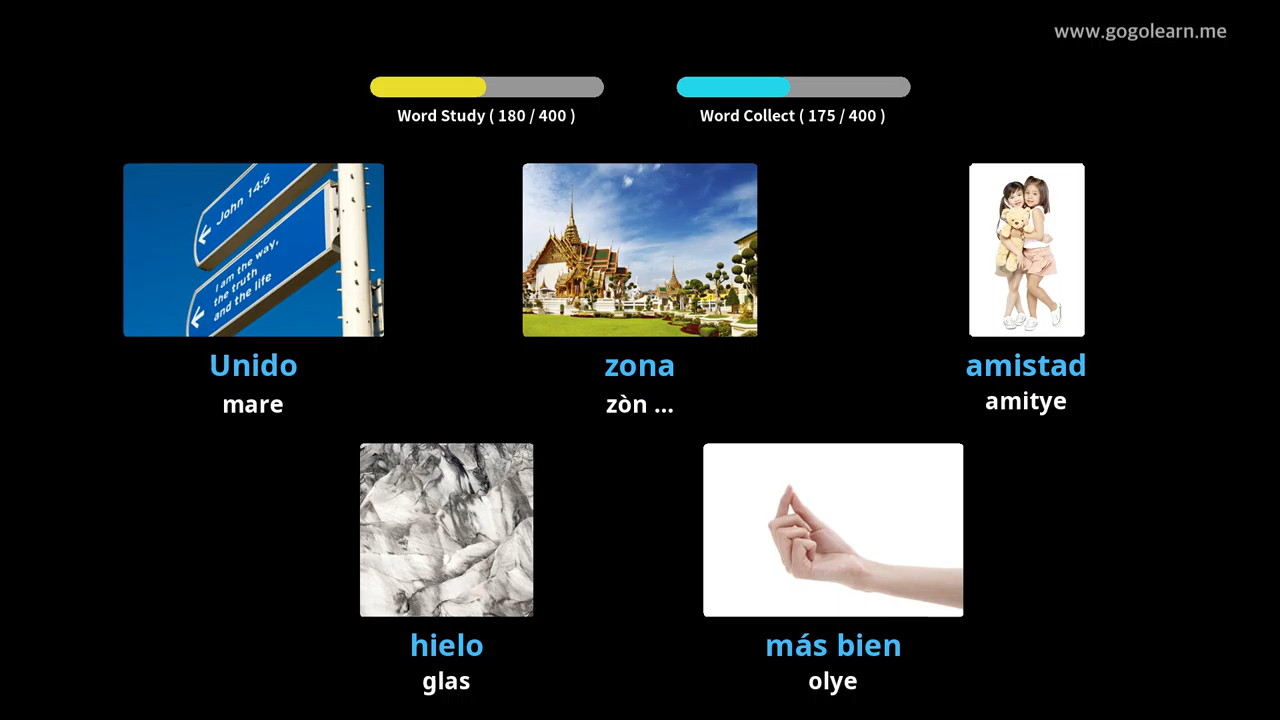 www.gogolearn.me
Word Study ( 180 / 400 )
Word Collect ( 175 / 400 )
John 14:6
I am the way,
the truth
and the life
Unido
mare
zona
zòn ...
amistad
amitye
hielo
glas
más bien
olye